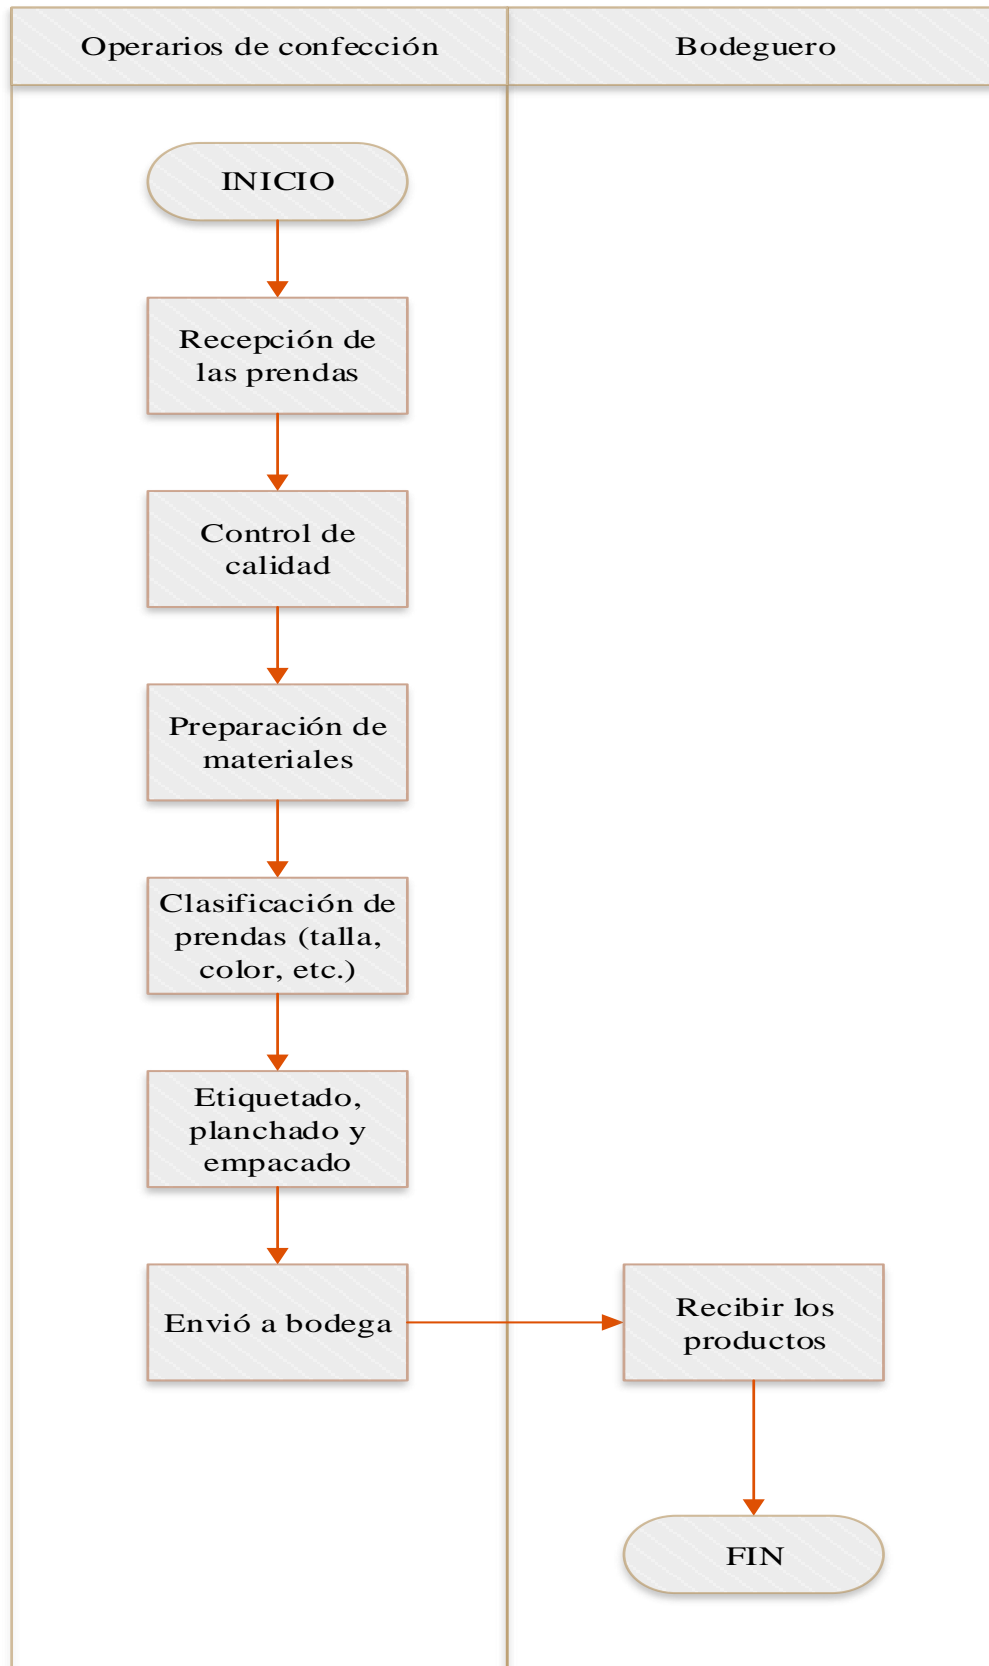 Operarios de confección
Bodeguero
INICIO
Recepción de
las prendas
Control de
calidad
Preparación de
materiales
Clasificación de
prendas (talla,
color, etc.)
Etiquetado,
planchado y
empacado
Envió a bodega
Recibir los
productos
FIN